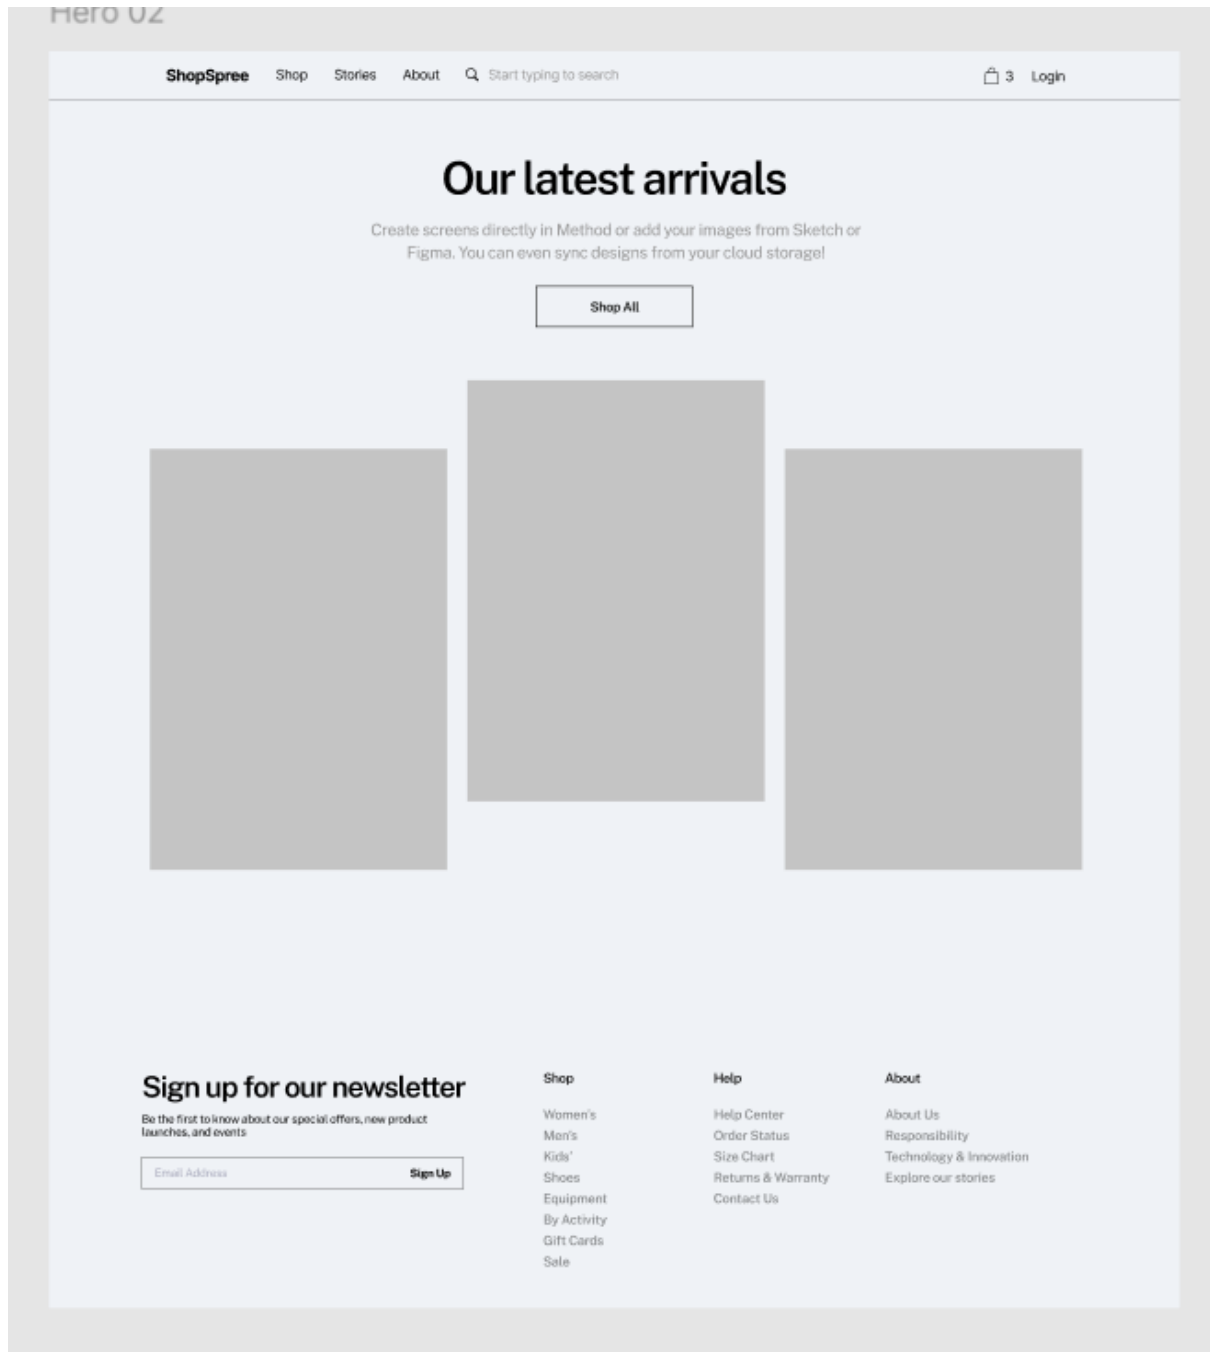 Hero 02
ShopSpree Shop Stories About Start typing to search 3 Login
Our latest arrivals
Create screens directly in Method or add your images from Sketch or
Figma. You can even sync designs from your cloud storage!
Shop All
Sign up for our newsletter
Be the first to know about our special offers, new product
launches, and events
Email Address Sign Up
Shop
Women's
Men's
Kids'
Shoes
Equipment
By Activity
Gift Cards
Sale
Help
Help Center
Order Status
Size Chart
Returns & Warranty
Contact Us
About
About Us
Responsibility
Technology & Innovation
Explore our stories